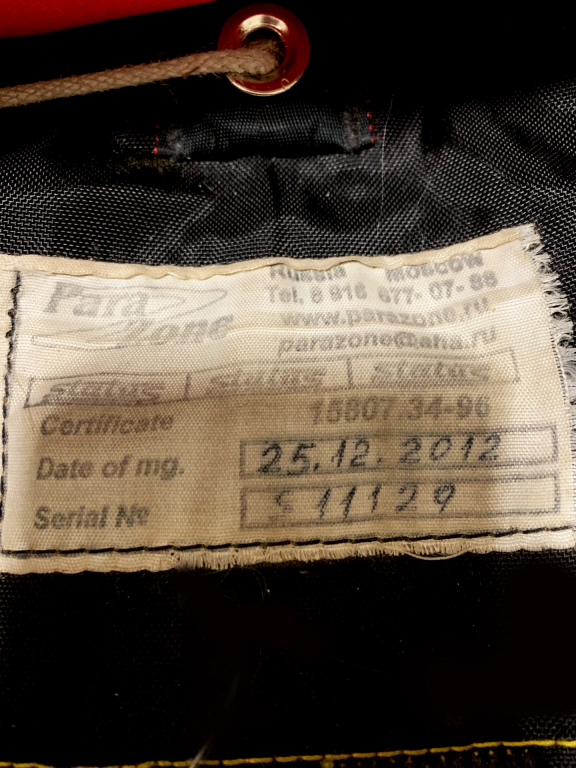 Para Zone
Russia MOSCOW
Tel. 8 916 677-07-88
www.parazone.ru
parazone@aha.ru
status status status
Certificate 15807.34-96
Date of mg. 25.12.2012
Serial № S 11129